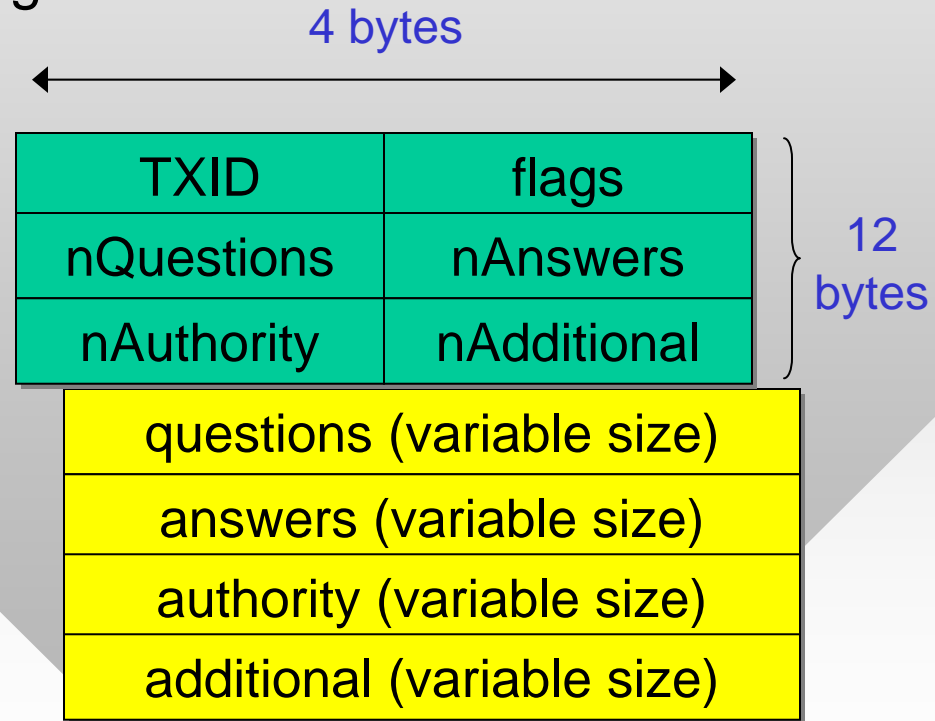 4 bytes
TXID flags
nQuestions nAnswers
12
bytes
nAuthority nAdditional
questions (variable size)
answers (variable size)
authority (variable size)
additional (variable size)